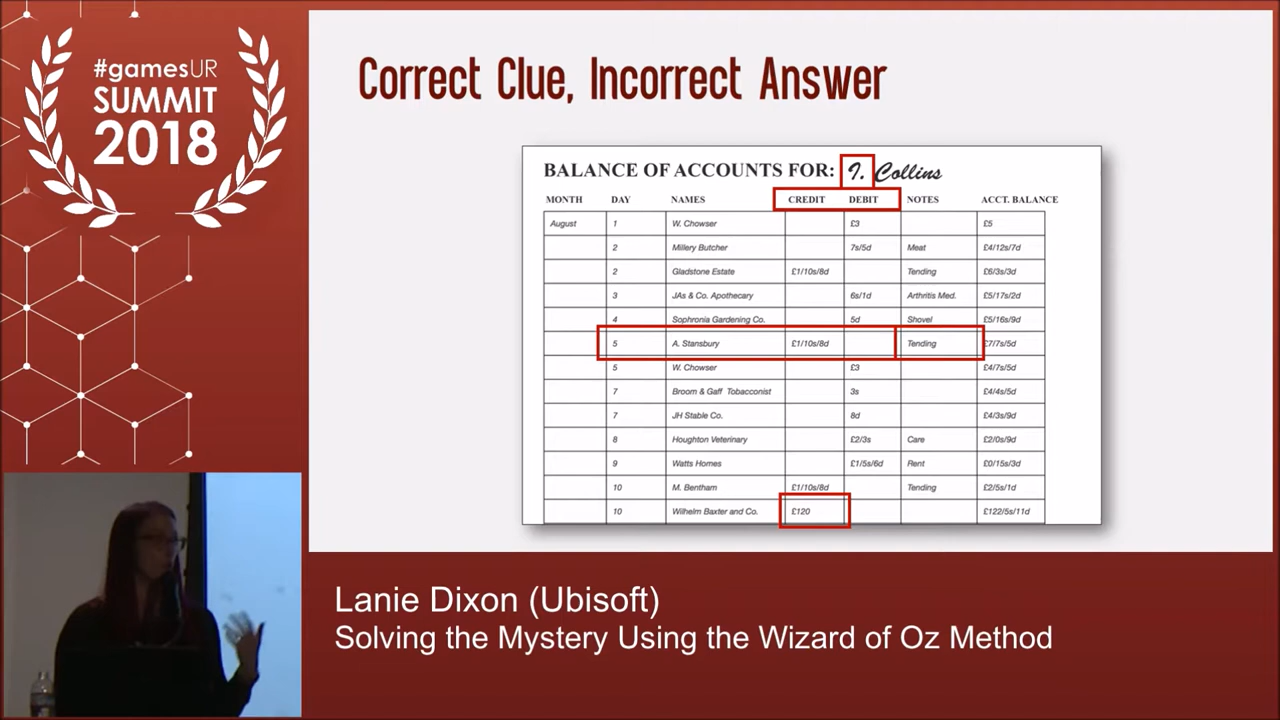 #gamesUR
SUMMIT
2018
Correct Clue, Incorrect Answer
BALANCE OF ACCOUNTS FOR: I. Collins
MONTH DAY NAMES CREDIT DEBIT NOTES ACCT. BALANCE
August 1 W. Chowser £3 £5
2 Millery Butcher 7s/5d Meat £4/12s/7d
2 Gladstone Estate £1/10s/8d Tending £6/3s/3d
3 JAs & Co. Apothecary 6s/1d Arthritis Med. £5/17s/2d
4 Sophronia Gardening Co. 5d Shovel £5/16s/9d
5 A. Stansbury £1/10s/8d Tending £7/7s/5d
5 W. Chowser £3 £4/7s/5d
7 Broom & Gaff Tobacconist 3s £4/4s/5d
7 JH Stable Co. 8d £4/3s/9d
8 Houghton Veterinary £2/3s Care £2/0s/9d
9 Watts Homes £1/5s/6d Rent £0/15s/3d
10 M. Bentham £1/10s/8d Tending £2/5s/1d
10 Wilhelm Baxter and Co. £120 £122/5s/11d
Lanie Dixon (Ubisoft)
Solving the Mystery Using the Wizard of Oz Method